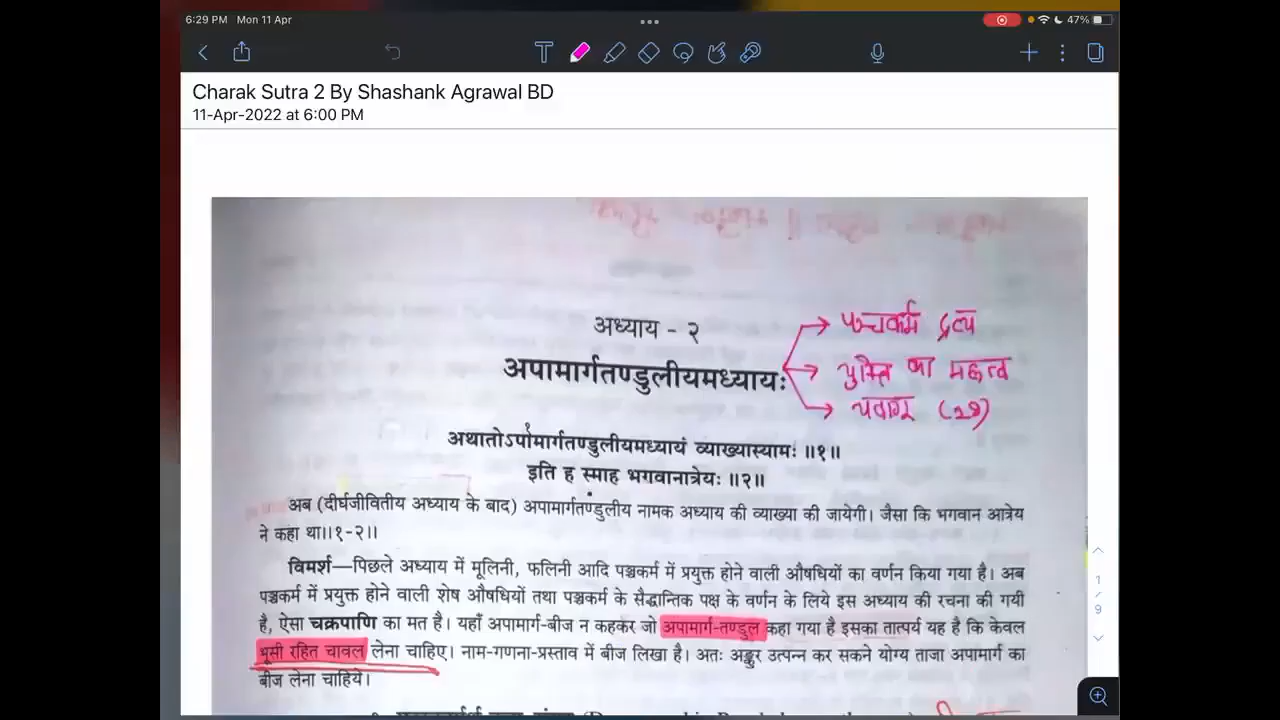 6:29 PM Mon 11 Apr
47%
Charak Sutra 2 By Shashank Agrawal BD
11-Apr-2022 at 6:00 PM
अध्याय - २
अपामार्गतण्डुलीयमध्यायः
पञ्चकर्म द्रव्य
युक्ति का महत्त्व
यवागू (२७)
अथातोऽपामार्गतण्डुलीयमध्यायं व्याख्यास्यामः ॥१॥
इति ह स्माह भगवानात्रेयः ॥२॥
अब (दीर्घजीवितीय अध्याय के बाद) अपामार्गतण्डुलीय नामक अध्याय की व्याख्या की जायेगी। जैसा कि भगवान आत्रेय
ने कहा था॥१-२॥
विमर्श—पिछले अध्याय में मूलिनी, फलिनी आदि पञ्चकर्म में प्रयुक्त होने वाली औषधियों का वर्णन किया गया है। अब
पञ्चकर्म में प्रयुक्त होने वाली शेष औषधियों तथा पञ्चकर्म के सैद्धान्तिक पक्ष के वर्णन के लिये इस अध्याय की रचना की गयी
है, ऐसा चक्रपाणि का मत है। यहाँ अपामार्ग-बीज न कहकर जो अपामार्ग-तण्डुल कहा गया है इसका तात्पर्य यह है कि केवल
भूसी रहित चावल लेना चाहिए। नाम-गणना-प्रस्ताव में बीज लिखा है। अतः अङ्कुर उत्पन्न कर सकने योग्य ताजा अपामार्ग का
बीज लेना चाहिये।
1
9